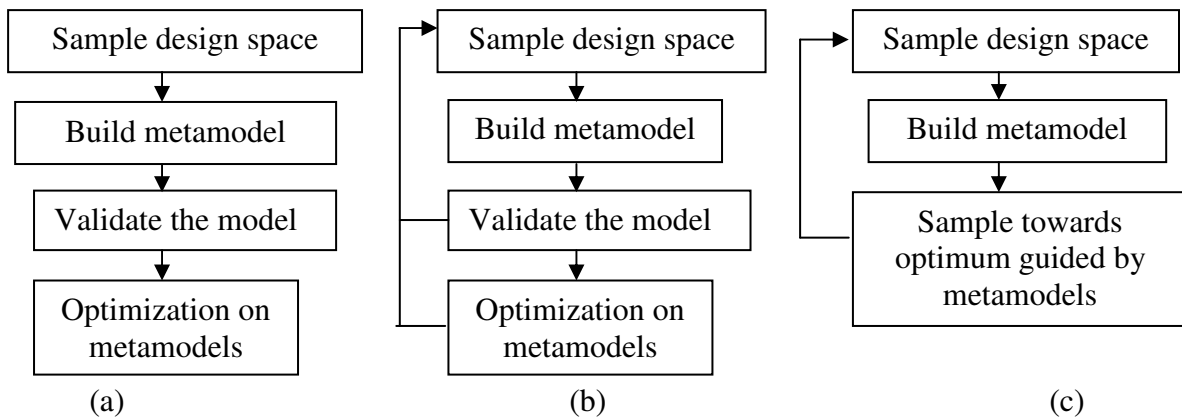 Sample design space
Build metamodel
Validate the model
Optimization on
metamodels
(a)
Sample design space
Build metamodel
Validate the model
Optimization on
metamodels
(b)
Sample design space
Build metamodel
Sample towards
optimum guided by
metamodels
(c)